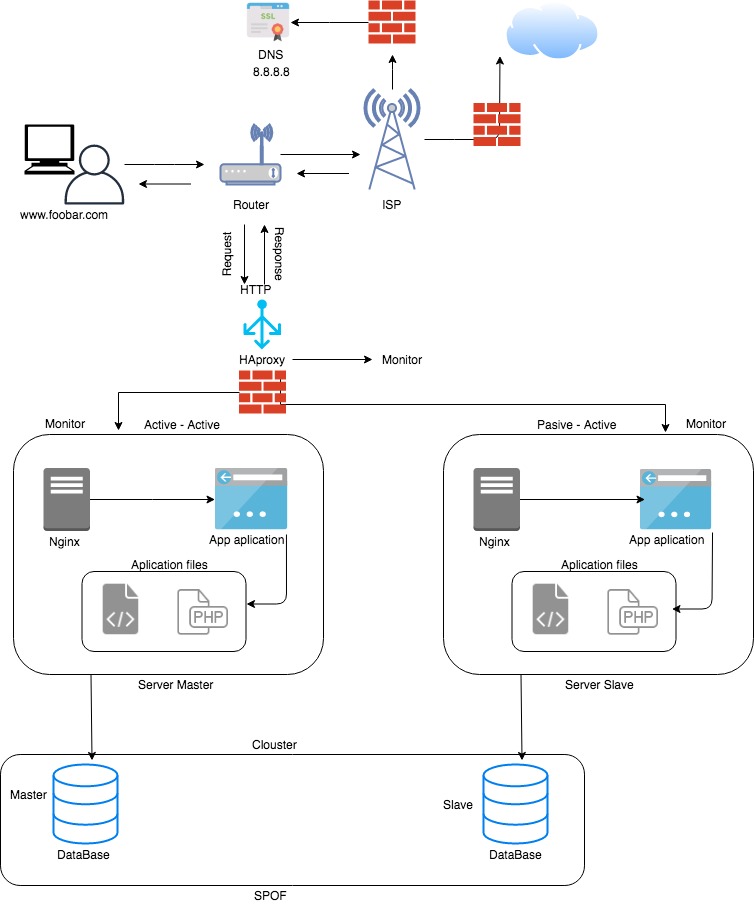 SSL
DNS
8.8.8.8
www.foobar.com
Router
ISP
Request
Response
HTTP
HAproxy
Monitor
Monitor
Active - Active
Pasive - Active
Monitor
Nginx
App aplication
Nginx
App aplication
Aplication files
Aplication files
</>
PHP
</>
PHP
Server Master
Server Slave
Clouster
Master
Slave
DataBase
DataBase
SPOF